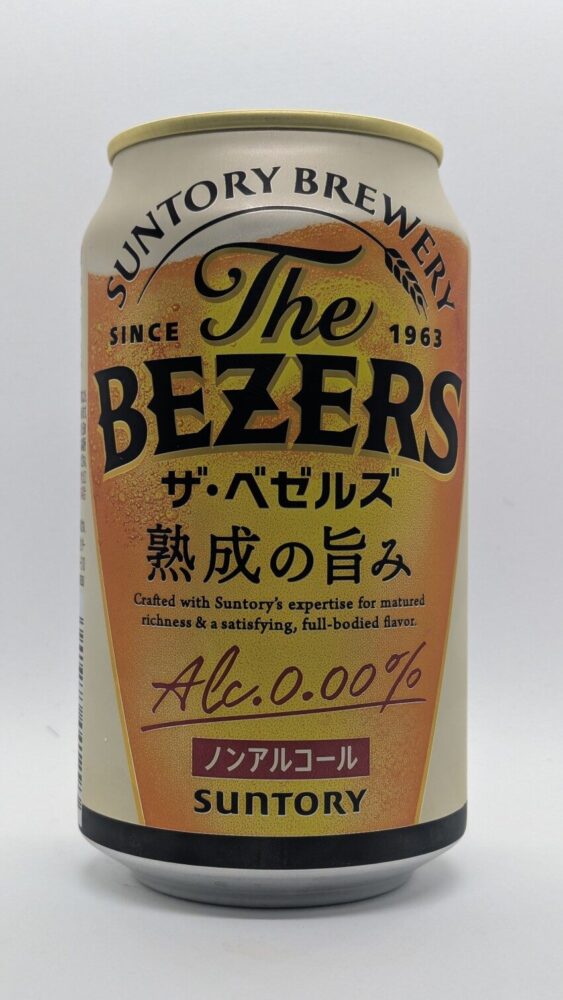 SUNTORY BREWERY
The
SINCE 1963
BEZERS
ザ・ベゼルズ
熟成の旨み
Crafted with Suntory's expertise for matured
richness & a satisfying, full-bodied flavor.
Alc.0.00%
ノンアルコール
SUNTORY